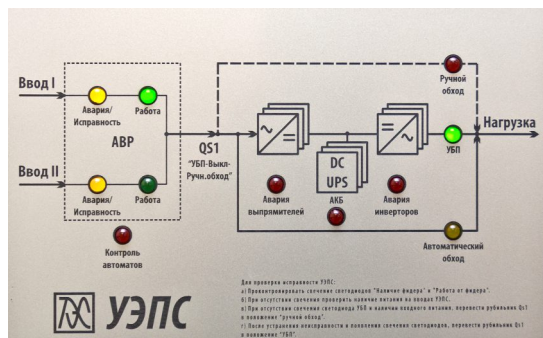 Ручной
обход
Ввод I
Авария/
Исправность
Работа
АВР
QS1
"УБП-Выкл-
Ручн.обход"
DC
UPS
АКБ
Авария
выпрямителей
Авария
инверторов
УБП
Нагрузка
Ввод II
Авария/
Исправность
Работа
Контроль
автоматов
Автоматический
обход
УЭПС
Для проверки исправности УЭПС:
а) Проконтролировать свечение светодиодов "Наличие фидера" и "Работа от фидера".
б) При отсутствии свечения проверить наличие питания на вводах УЭПС.
в) При отсутствии свечения светодиода УБП и наличии входного питания, перевести рубильник Qs1
в положение "ручной обход".
г) После устранения неисправности и появления свечения светодиодов, перевести рубильник Qs1
в положение "УБП".